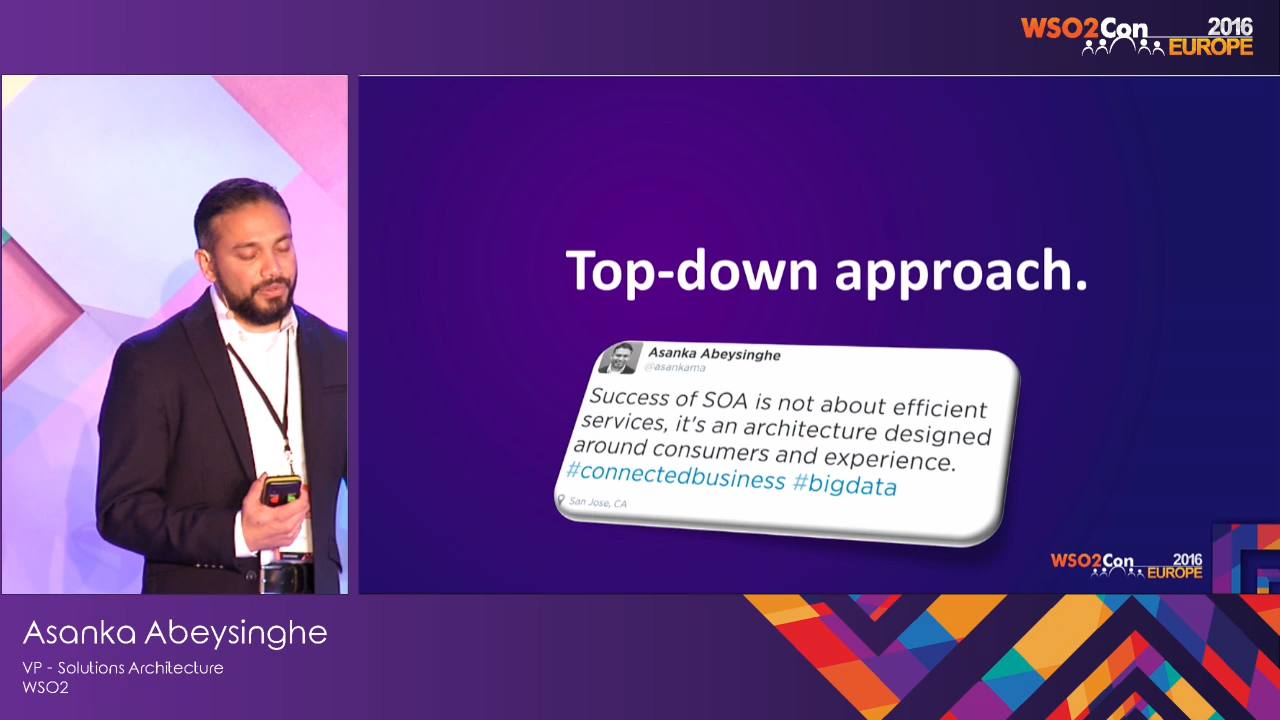 WSO2Con 2016
EUROPE
Top-down approach.
Asanka Abeysinghe
@asankama
Success of SOA is not about efficient
services, it's an architecture designed
around consumers and experience.
#connectedbusiness #bigdata
San Jose, CA
WSO2Con 2016
EUROPE
Asanka Abeysinghe
VP - Solutions Architecture
WSO2